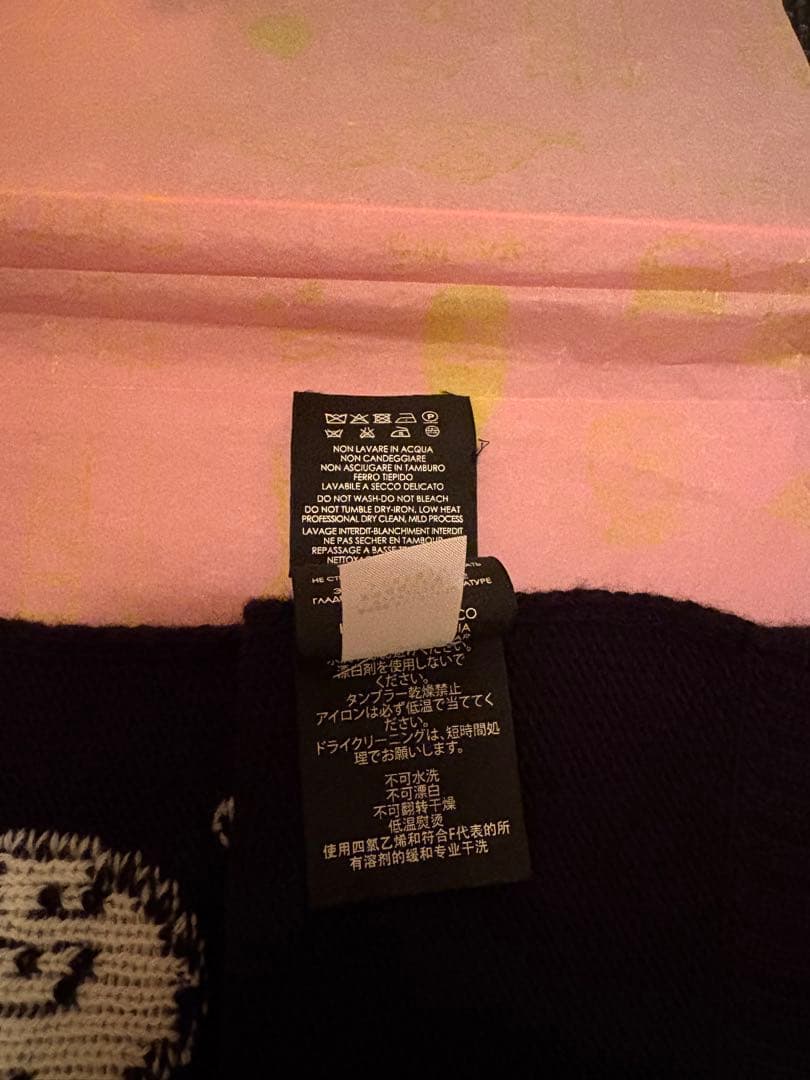 NON LAVARE IN ACQUA
NON CANDEGGIARE
NON ASCIUGARE IN TAMBURO
FERRO TIEPIDO
LAVABILE A SECCO DELICATO
DO NOT WASH-DO NOT BLEACH
DO NOT TUMBLE DRY-IRON, LOW HEAT
PROFESSIONAL DRY CLEAN, MILD PROCESS
LAVAGE INTERDIT-BLANCHIMENT INTERDIT
NE PAS SECHER EN TAMBOUR
REPASSAGE A BASSE
НЕ
漂白剤を使用しないで
ください。
タンブラー乾燥禁止
アイロンは必ず低温で当ててく
ださい。
ドライクリーニングは、短時間処
理でお願いします。
不可水洗
不可漂白
不可翻转干燥
低温熨烫
使用四氯乙烯和符合F代表的所
有溶剂的缓和专业干洗